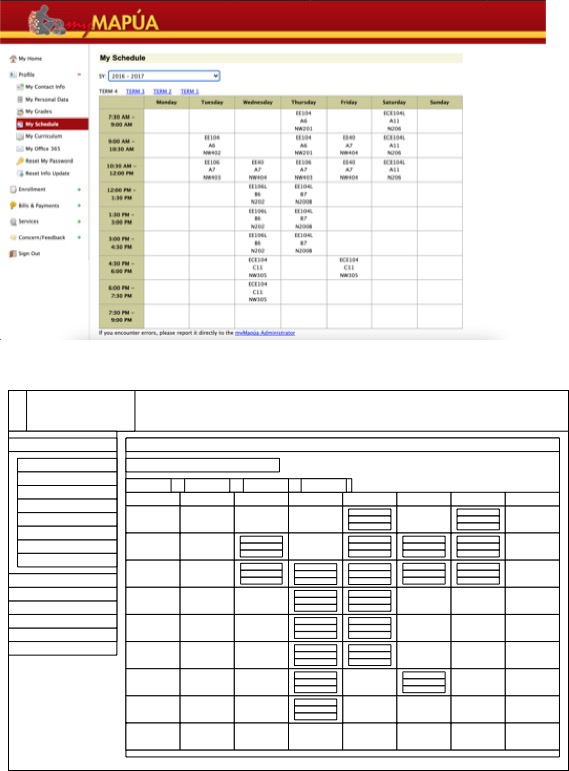 myMAPÚA
My Home
Profile
My Contact Info
My Personal Data
My Grades
My Schedule
My Curriculum
My Office 365
Reset My Password
Reset Info Update
Enrollment
Bills & Payments
Services
Concern/Feedback
Sign Out
My Schedule
SY: 2016 - 2017
TERM 4 TERM 3 TERM 2 TERM 1
Monday Tuesday Wednesday Thursday Friday Saturday Sunday
7:30 AM - EE104 ECE104L
A6 A11
9:00 AM NW201 N206
9:00 AM - EE104 EE104 EE40 ECE104L
A6 A6 A7 A11
10:30 AM NW402 NW201 NW404 N206
10:30 AM - EE106 EE40 EE106 EE40 ECE104L
A7 A7 A7 A7 A11
12:00 PM NW403 NW404 NW403 NW404 N206
12:00 PM - EE106L EE104L
B6 B7
1:30 PM N202 N200B
1:30 PM - EE106L EE104L
B6 B7
3:00 PM N202 N200B
3:00 PM - EE106L EE104L
B6 B7
4:30 PM N202 N200B
4:30 PM - ECE104 ECE104
C11 C11
6:00 PM NW305 NW305
6:00 PM - ECE104
C11
7:30 PM NW305
7:30 PM -
9:00 PM
If you encounter errors, please report it directly to the myMapúa Administrator